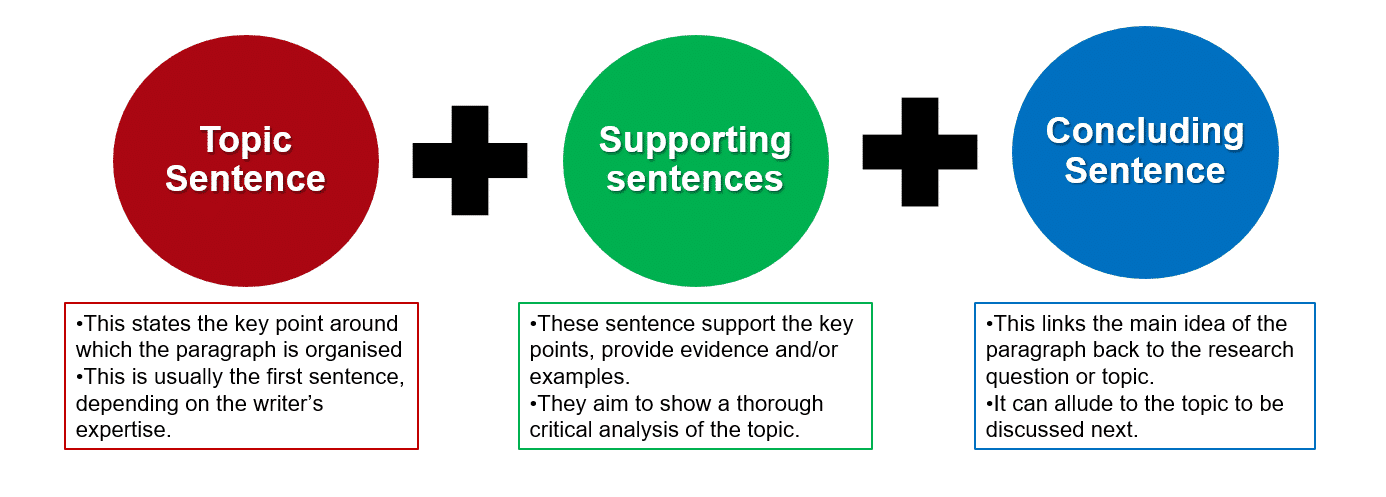 Topic
Sentence
Supporting
sentences
Concluding
Sentence
•This states the key point around
which the paragraph is organised
•This is usually the first sentence,
depending on the writer’s
expertise.
•These sentence support the key
points, provide evidence and/or
examples.
•They aim to show a thorough
critical analysis of the topic.
•This links the main idea of the
paragraph back to the research
question or topic.
•It can allude to the topic to be
discussed next.